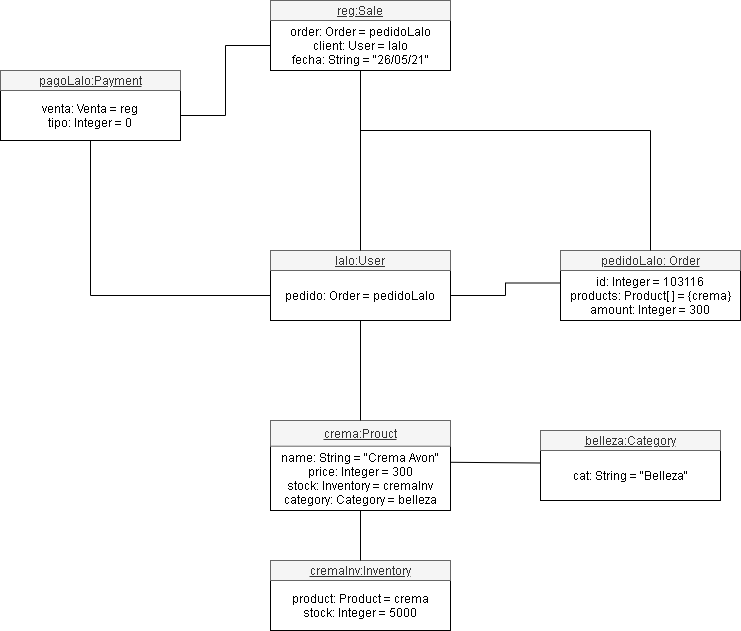 reg:Sale
order: Order = pedidoLalo
client: User = lalo
fecha: String = "26/05/21"
pagoLalo:Payment
venta: Venta = reg
tipo: Integer = 0
lalo:User
pedido: Order = pedidoLalo
pedidoLalo: Order
id: Integer = 103116
products: Product[ ] = {crema}
amount: Integer = 300
crema:Prouct
name: String = "Crema Avon"
price: Integer = 300
stock: Inventory = cremaInv
category: Category = belleza
belleza:Category
cat: String = "Belleza"
cremaInv:Inventory
product: Product = crema
stock: Integer = 5000